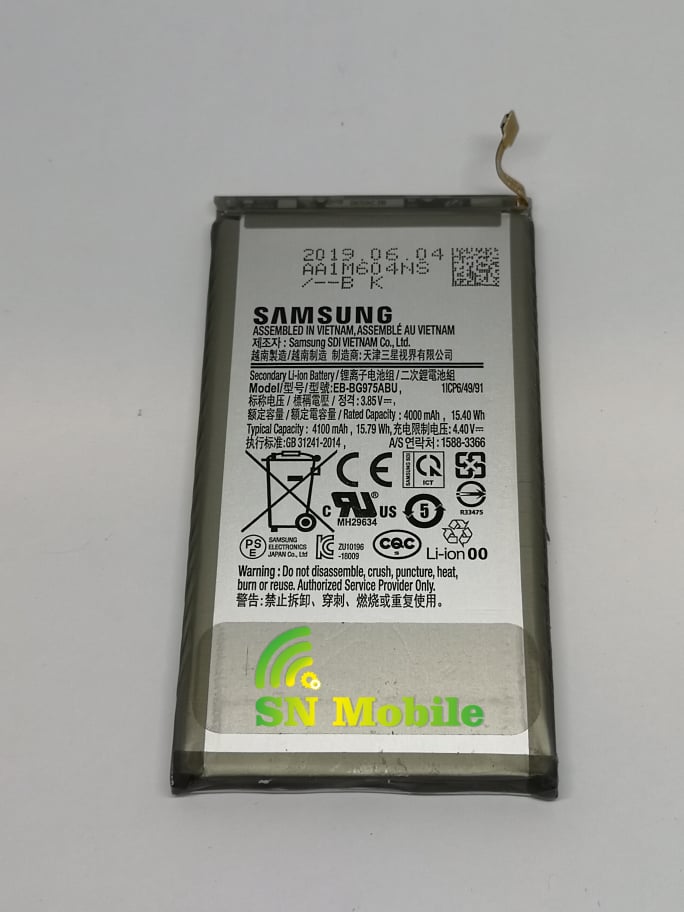 2019.06.04
AA1M604NS
/--B K
SAMSUNG
ASSEMBLED IN VIETNAM, ASSEMBLÉ AU VIETNAM
제조자 : Samsung SDI VIETNAM Co., Ltd.
越南製造/越南制造 制造商:天津三星视界有限公司
Secondary Li-ion Battery/锂离子电池组/二次鋰電池組
Model/型号/型號:EB-BG975ABU, 1ICP6/49/91
标称电压 / 標稱電壓 / 정격 : 3.85V⎓,
额定容量 / 額定電容量 / Rated Capacity : 4000 mAh , 15.40 Wh
Typical Capacity : 4100 mAh , 15.79 Wh,充电限制电压: 4.40V⎓
执行标准:GB 31241-2014 , A/S 연락처 : 1588-3366
CE
SAMSUNG SDI
ICT
R33475
C RU® US
MH29634
5
PS E
SAMSUNG ELECTRONICS JAPAN Co., Ltd
ZU10196 -18009
CQC
S
Li-ion 00
Warning : Do not disassemble, crush, puncture, heat,
burn or reuse. Authorized Service Provider Only.
警告:禁止拆卸、穿刺、燃烧或重复使用。
SN Mobile